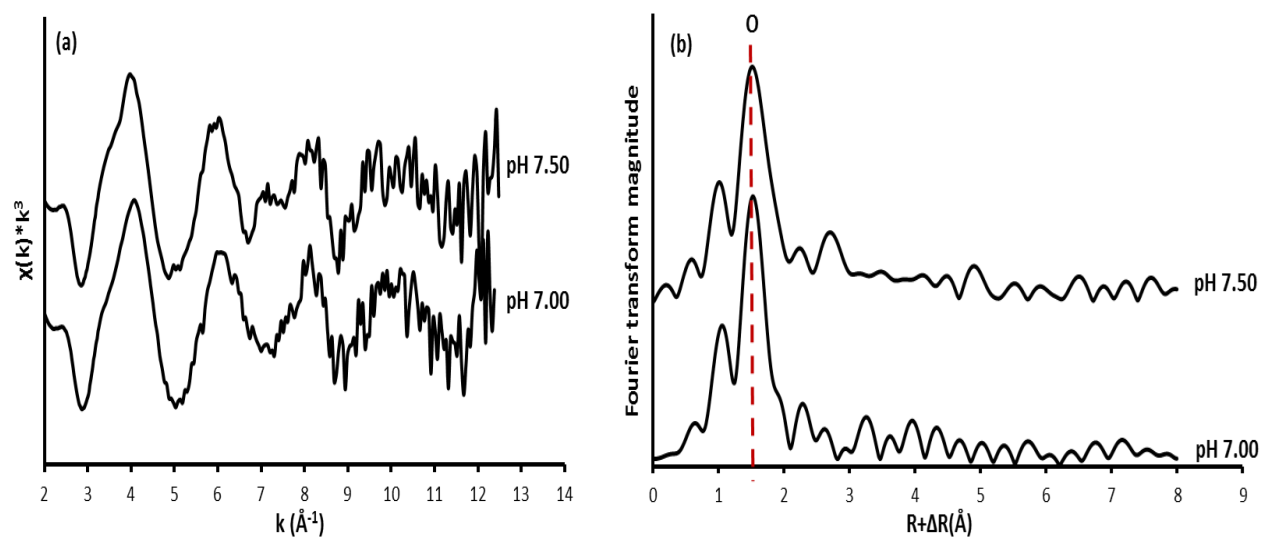 (a)
χ(k)*k³
pH 7.50
pH 7.00
2 3 4 5 6 7 8 9 10 11 12 13 14
k (Å⁻¹)
(b)
O
Fourier transform magnitude
pH 7.50
pH 7.00
0 1 2 3 4 5 6 7 8 9
R+ΔR(Å)